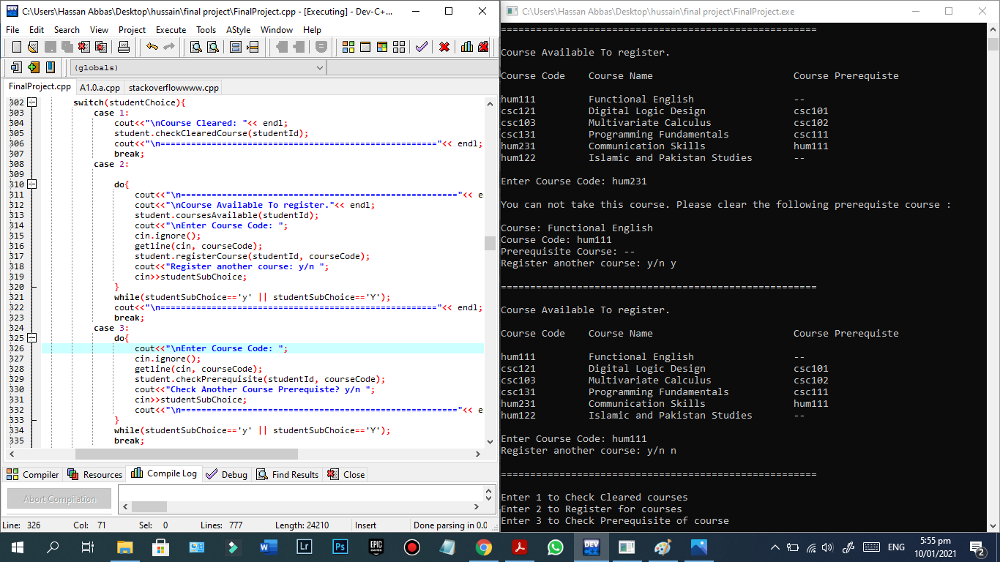 C:\Users\Hassan Abbas\Desktop\hussain\final project\FinalProject.cpp - [Executing] - Dev-C+...
File Edit Search View Project Execute Tools AStyle Window Help
(globals)
FinalProject.cpp A1.0.a.cpp stackoverflowwww.cpp
302 switch(studentChoice){
303 case 1:
304 cout<<"\nCourse Cleared: "<< endl;
305 student.checkClearedCourse(studentId);
306 cout<<"\n======================================================"<< endl;
307 break;
308 case 2:
309
310 do{
311 cout<<"\n======================================================"<< e
312 cout<<"\nCourse Available To register."<< endl;
313 student.coursesAvailable(studentId);
314 cout<<"\nEnter Course Code: ";
315 cin.ignore();
316 getline(cin, courseCode);
317 student.registerCourse(studentId, courseCode);
318 cout<<"Register another course: y/n ";
319 cin>>studentSubChoice;
320 }
321 while(studentSubChoice=='y' || studentSubChoice=='Y');
322 cout<<"\n======================================================"<< endl;
323 break;
324 case 3:
325 do{
326 cout<<"\nEnter Course Code: ";
327 cin.ignore();
328 getline(cin, courseCode);
329 student.checkPrerequisite(studentId, courseCode);
330 cout<<"Check Another Course Prerequiste? y/n ";
331 cin>>studentSubChoice;
332 cout<<"\n======================================================"<< e
333 }
334 while(studentSubChoice=='y' || studentSubChoice=='Y');
335 break;
Compiler Resources Compile Log Debug Find Results Close
Abort Compilation
Line: 326 Col: 71 Sel: 0 Lines: 777 Length: 24210 Insert Done parsing in 0.0
C:\Users\Hassan Abbas\Desktop\hussain\final project\FinalProject.exe
======================================================
Course Available To register.
Course Code Course Name Course Prerequiste
hum111 Functional English --
csc121 Digital Logic Design csc101
csc103 Multivariate Calculus csc102
csc131 Programming Fundamentals csc111
hum231 Communication Skills hum111
hum122 Islamic and Pakistan Studies --
Enter Course Code: hum231
You can not take this course. Please clear the following prerequiste course :
Course: Functional English
Course Code: hum111
Prerequisite Course: --
Register another course: y/n y
======================================================
Course Available To register.
Course Code Course Name Course Prerequiste
hum111 Functional English --
csc121 Digital Logic Design csc101
csc103 Multivariate Calculus csc102
csc131 Programming Fundamentals csc111
hum231 Communication Skills hum111
hum122 Islamic and Pakistan Studies --
Enter Course Code: hum111
Register another course: y/n n
======================================================
Enter 1 to Check Cleared courses
Enter 2 to Register for courses
Enter 3 to Check Prerequisite of course
W Lr Ps EPIC GAMES DEV ENG 5:55 pm
10/01/2021 2